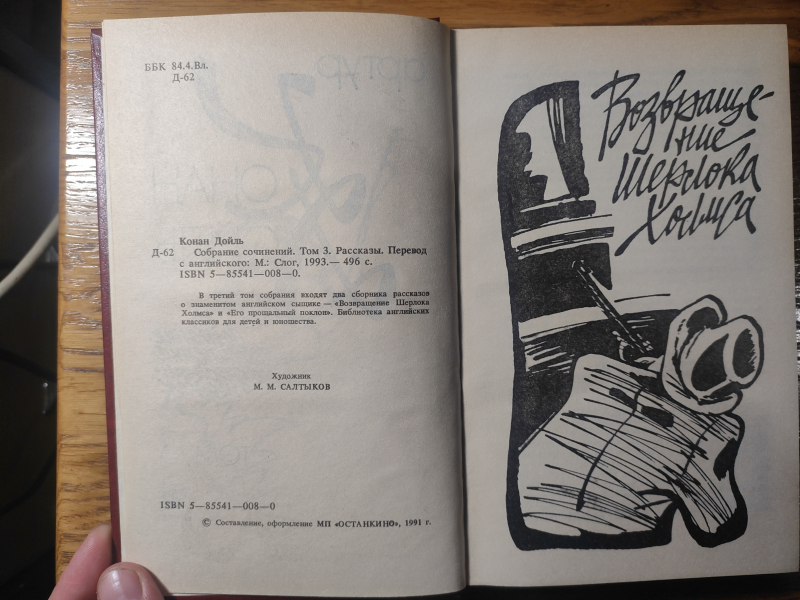 ББК 84.4.Вл.
Д-62
Конан Дойль
Д-62 Собрание сочинений. Том 3. Рассказы. Перевод
с английского: М.: Слог, 1993.— 496 с.
ISBN 5—85541—008—0.
В третий том собрания входят два сборника рассказов
о знаменитом английском сыщике — «Возвращение Шерлока
Холмса» и «Его прощальный поклон». Библиотека английских
классиков для детей и юношества.
Художник
М. М. САЛТЫКОВ
ISBN 5—85541—008—0
© Составление, оформление МП «ОСТАНКИНО», 1991 г.
Возвраще-
ние
Шерлока
Холмса